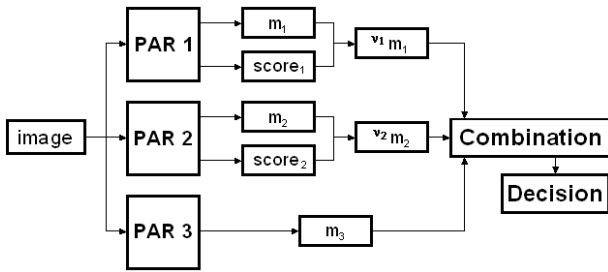 image
PAR 1
m₁
score₁
ν₁ m₁
PAR 2
m₂
score₂
ν₂ m₂
PAR 3
m₃
Combination
Decision